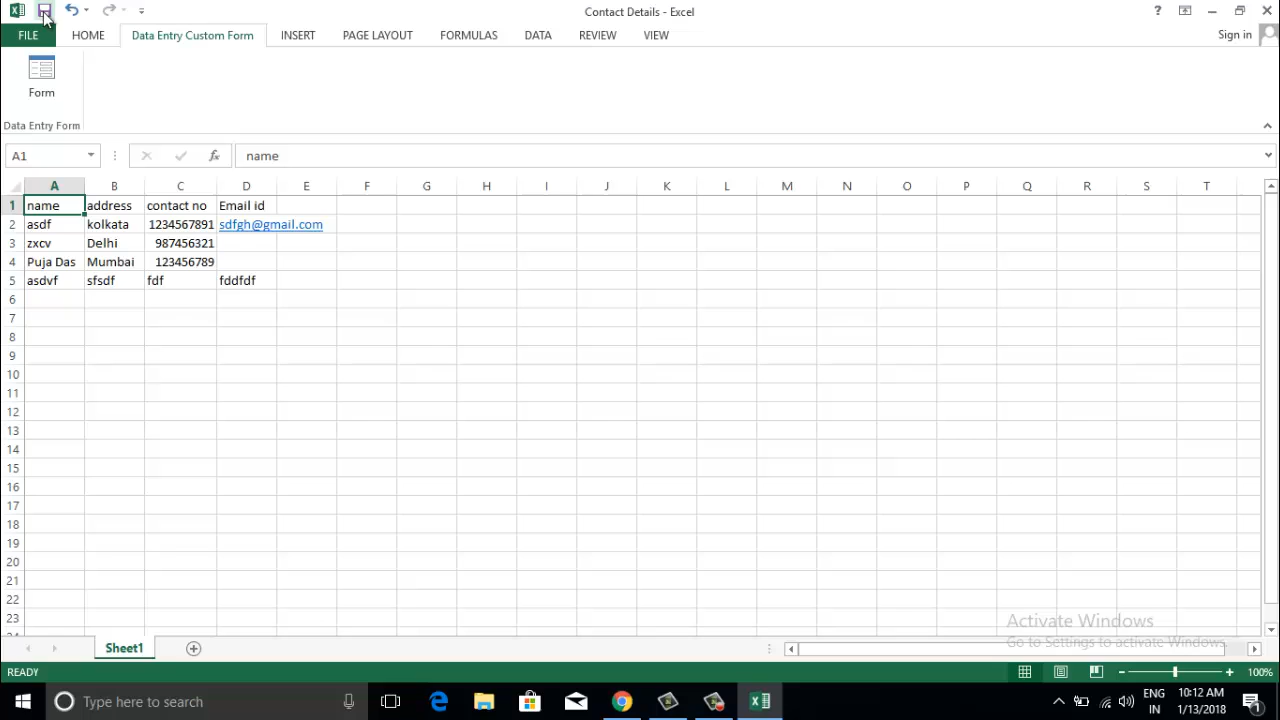 Contact Details - Excel
?
FILE HOME Data Entry Custom Form INSERT PAGE LAYOUT FORMULAS DATA REVIEW VIEW Sign in
Form
Data Entry Form
A1 fx name
A B C D E F G H I J K L M N O P Q R S T
1 name address contact no Email id
2 asdf kolkata 1234567891 sdfgh@gmail.com
3 zxcv Delhi 987456321
4 Puja Das Mumbai 123456789
5 asdvf sfsdf fdf fddfdf
6
7
8
9
10
11
12
13
14
15
16
17
18
19
20
21
22
23
Activate Windows
Go to Settings to activate Windows.
Sheet1
READY 100%
Type here to search
ENG 10:12 AM
IN 1/13/2018
1